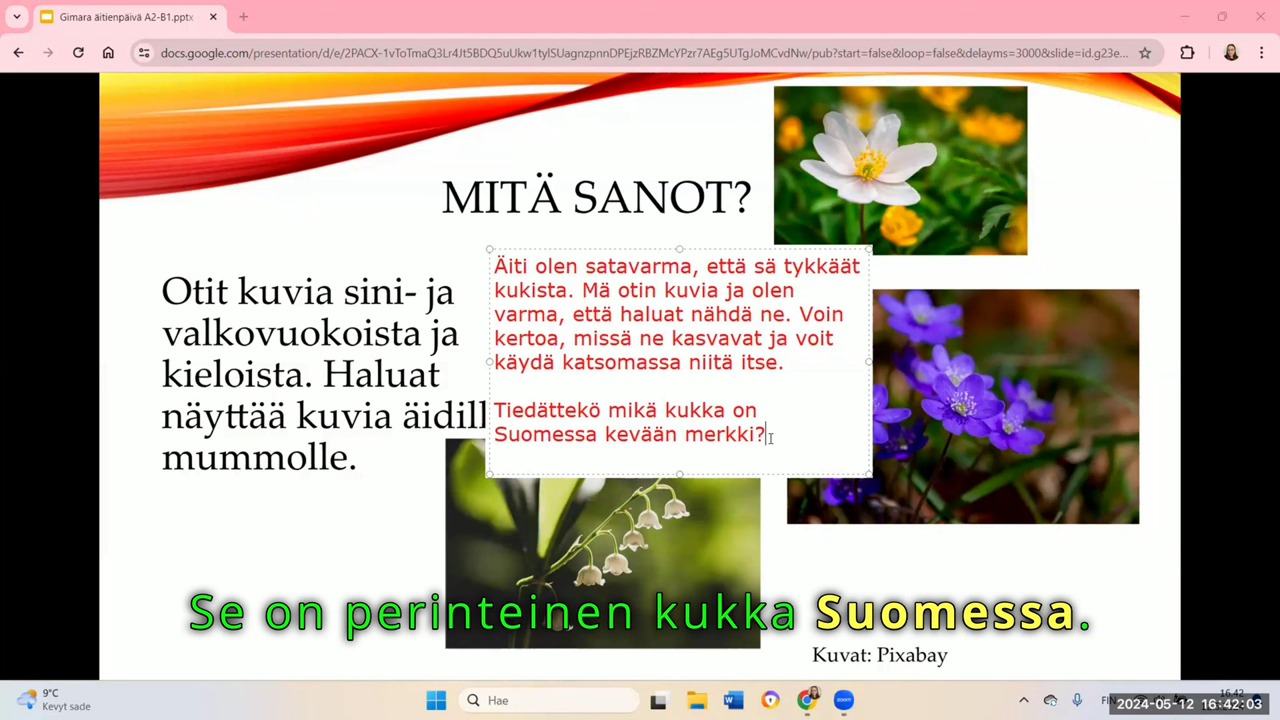 Gimara äitienpäivä A2-B1.pptx
docs.google.com/presentation/d/e/2PACX-1vToTmaQ3Lr4Jt5BDQ5uUkw1tylSUagnzpnnDPEjzRBZMcYPzr7AEg5UTgJoMCvdNw/pub?start=false&loop=false&delayms=3000&slide=id.g23e...
MITÄ SANOT?
Otit kuvia sini- ja
valkovuokoista ja
kieloista. Haluat
näyttää kuvia äidill
mummolle.
Äiti olen satavarma, että sä tykkäät
kukista. Mä otin kuvia ja olen
varma, että haluat nähdä ne. Voin
kertoa, missä ne kasvavat ja voit
käydä katsomassa niitä itse.
Tiedättekö mikä kukka on
Suomessa kevään merkki?
Se on perinteinen kukka Suomessa.
Kuvat: Pixabay
9°C
Kevyt sade
Hae
zoom
FIN
16.42
2024-05-12 16:42:03